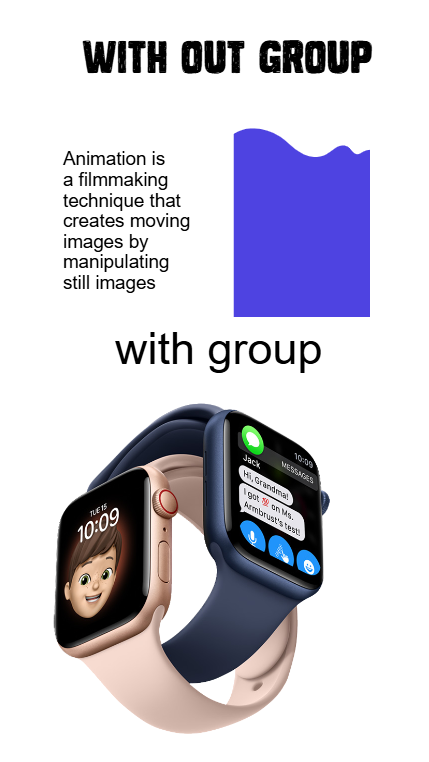 WITH OUT GROUP
Animation is
a filmmaking
technique that
creates moving
images by
manipulating
still images
with group
10:09
MESSAGES
Jack
Hi, Grandma!
I got 💯 on Ms.
Armbrust's test!
TUE 15
10:09